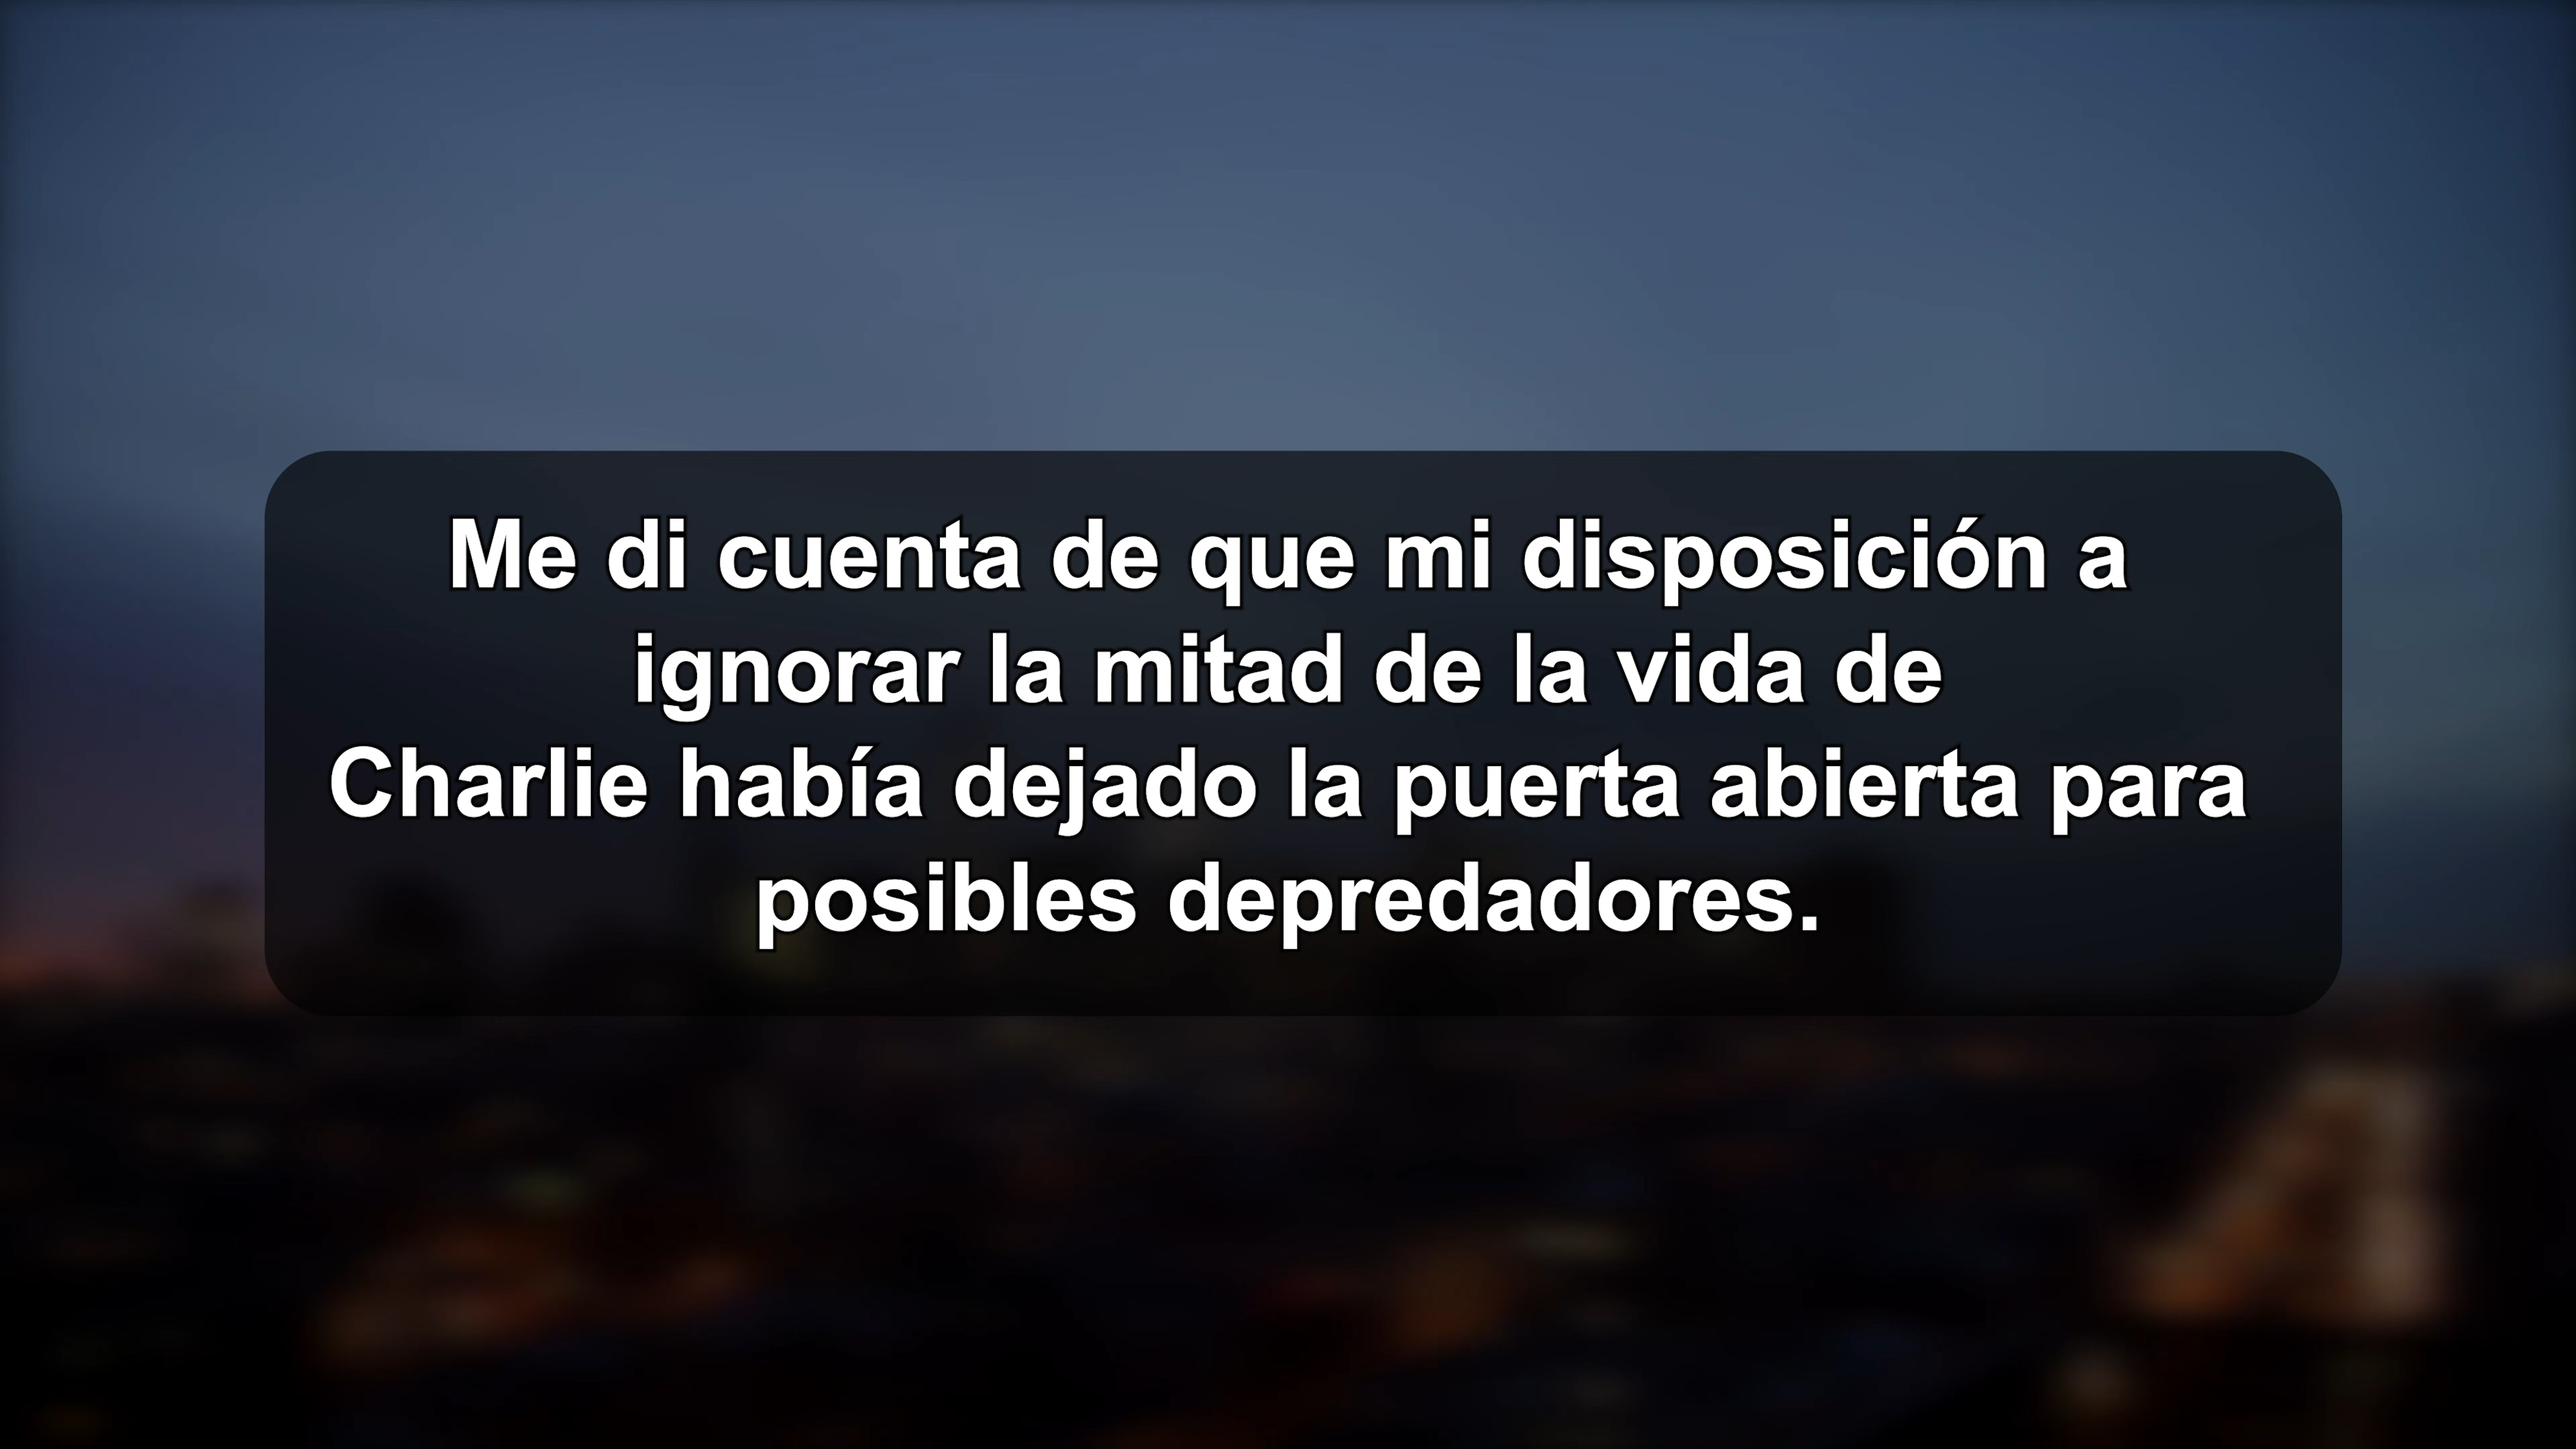 Me di cuenta de que mi disposición a
ignorar la mitad de la vida de
Charlie había dejado la puerta abierta para
posibles depredadores.